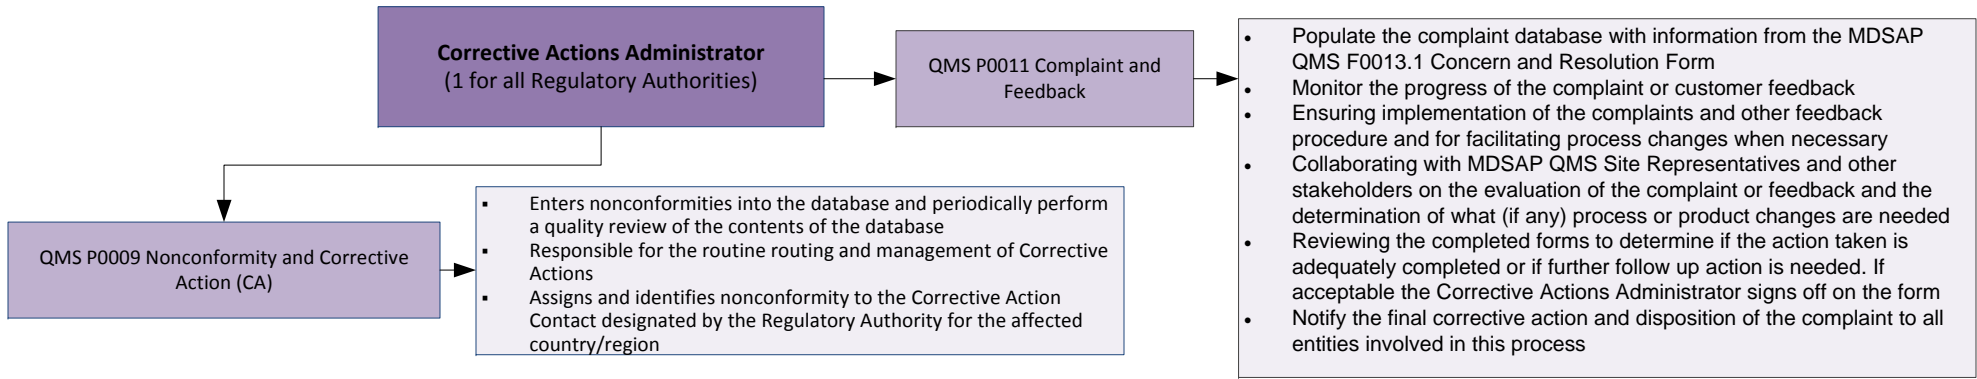 Corrective Actions Administrator
(1 for all Regulatory Authorities)
QMS P0011 Complaint and
Feedback
• Populate the complaint database with information from the MDSAP
QMS F0013.1 Concern and Resolution Form
• Monitor the progress of the complaint or customer feedback
• Ensuring implementation of the complaints and other feedback
procedure and for facilitating process changes when necessary
• Collaborating with MDSAP QMS Site Representatives and other
stakeholders on the evaluation of the complaint or feedback and the
determination of what (if any) process or product changes are needed
• Reviewing the completed forms to determine if the action taken is
adequately completed or if further follow up action is needed. If
acceptable the Corrective Actions Administrator signs off on the form
• Notify the final corrective action and disposition of the complaint to all
entities involved in this process
QMS P0009 Nonconformity and Corrective
Action (CA)
▪ Enters nonconformities into the database and periodically perform
a quality review of the contents of the database
▪ Responsible for the routine routing and management of Corrective
Actions
▪ Assigns and identifies nonconformity to the Corrective Action
Contact designated by the Regulatory Authority for the affected
country/region